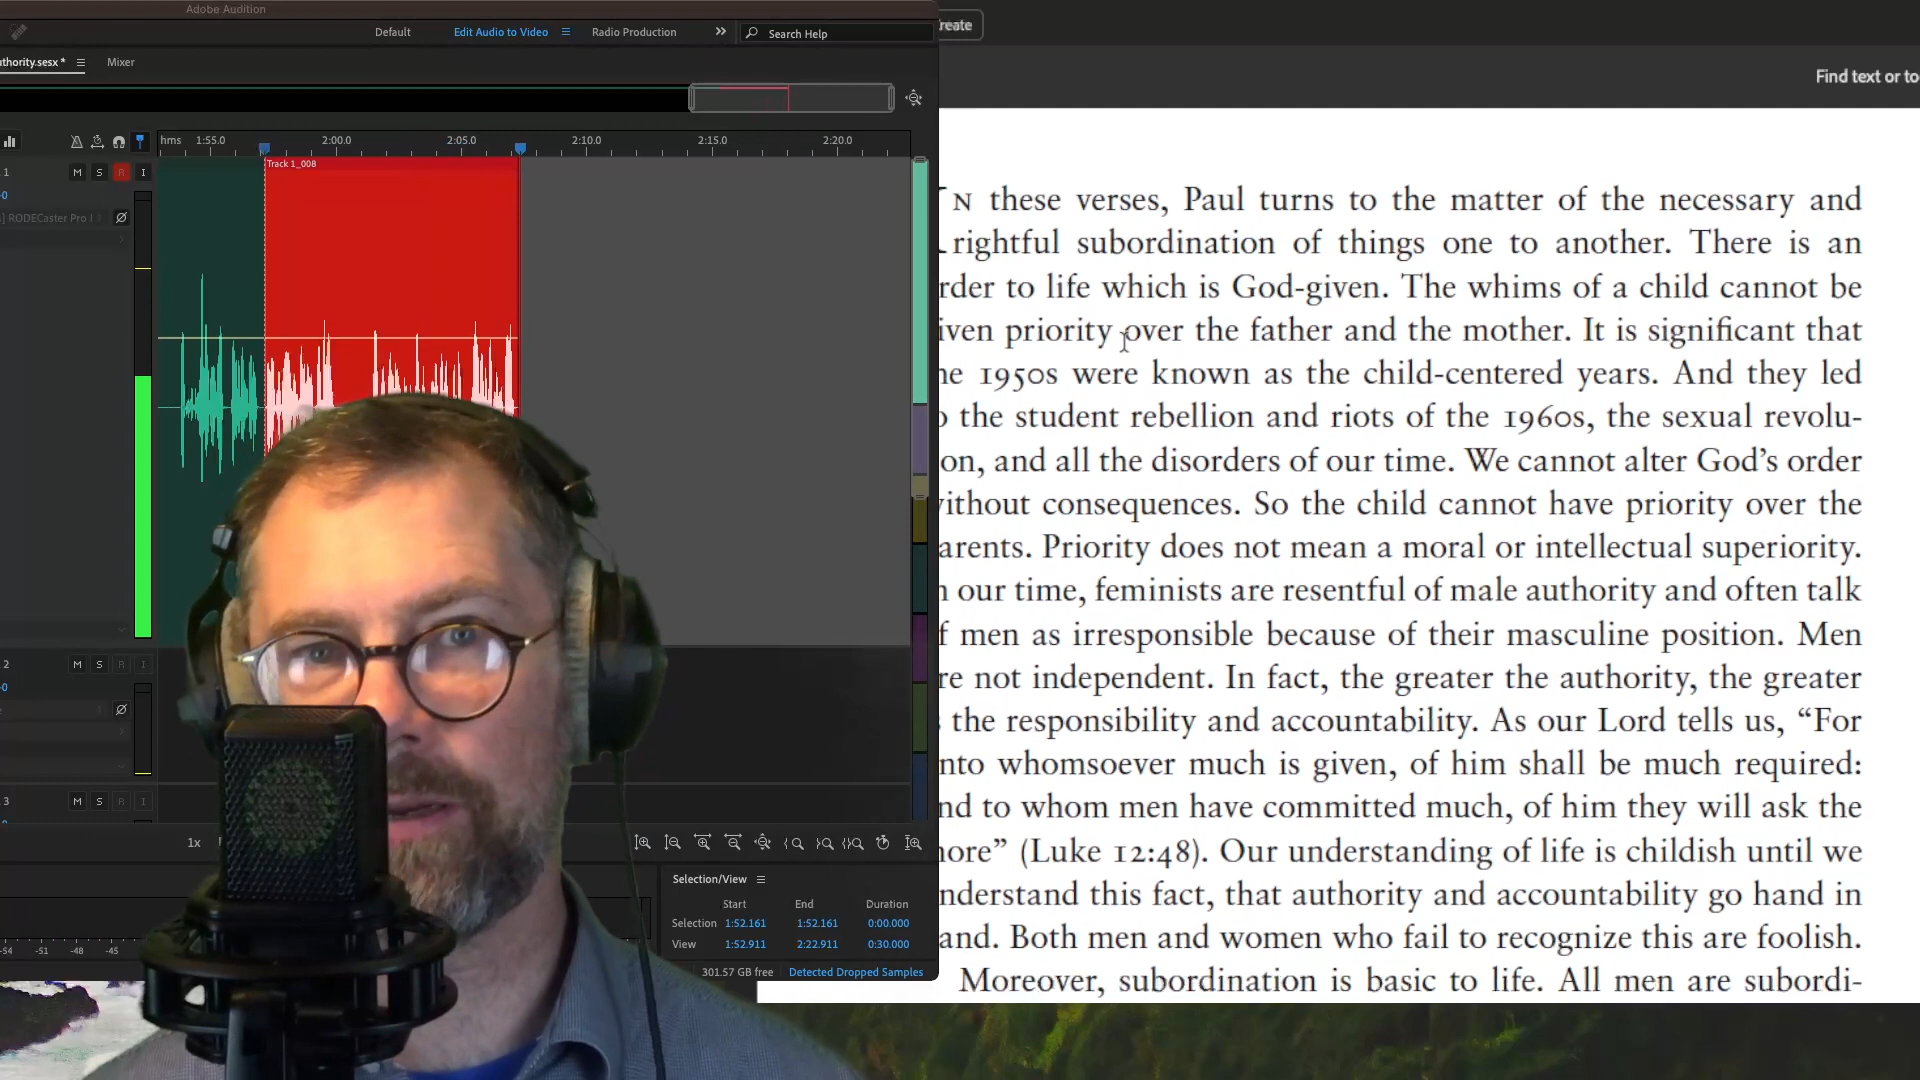 Adobe Audition
Default
Edit Audio to Video
Radio Production
Search Help
reate
uthority.sesx *
Mixer
Find text or to
hms
1:55.0
2:00.0
2:05.0
2:10.0
2:15.0
2:20.0
Track 1_008
1
M S R I
-0
RODECaster Pro I
2
M S R I
-0
3
M S R I
1x
Selection/View
Start End Duration
Selection 1:52.161 1:52.161 0:00.000
View 1:52.911 2:22.911 0:30.000
-54 -51 -48 -45
301.57 GB free
Detected Dropped Samples
N these verses, Paul turns to the matter of the necessary and
rightful subordination of things one to another. There is an
rder to life which is God-given. The whims of a child cannot be
iven priority over the father and the mother. It is significant that
he 1950s were known as the child-centered years. And they led
o the student rebellion and riots of the 1960s, the sexual revolu-
on, and all the disorders of our time. We cannot alter God's order
ithout consequences. So the child cannot have priority over the
arents. Priority does not mean a moral or intellectual superiority.
n our time, feminists are resentful of male authority and often talk
f men as irresponsible because of their masculine position. Men
re not independent. In fact, the greater the authority, the greater
s the responsibility and accountability. As our Lord tells us, “For
nto whomsoever much is given, of him shall be much required:
nd to whom men have committed much, of him they will ask the
ore” (Luke 12:48). Our understanding of life is childish until we
nderstand this fact, that authority and accountability go hand in
and. Both men and women who fail to recognize this are foolish.
Moreover, subordination is basic to life. All men are subordi-